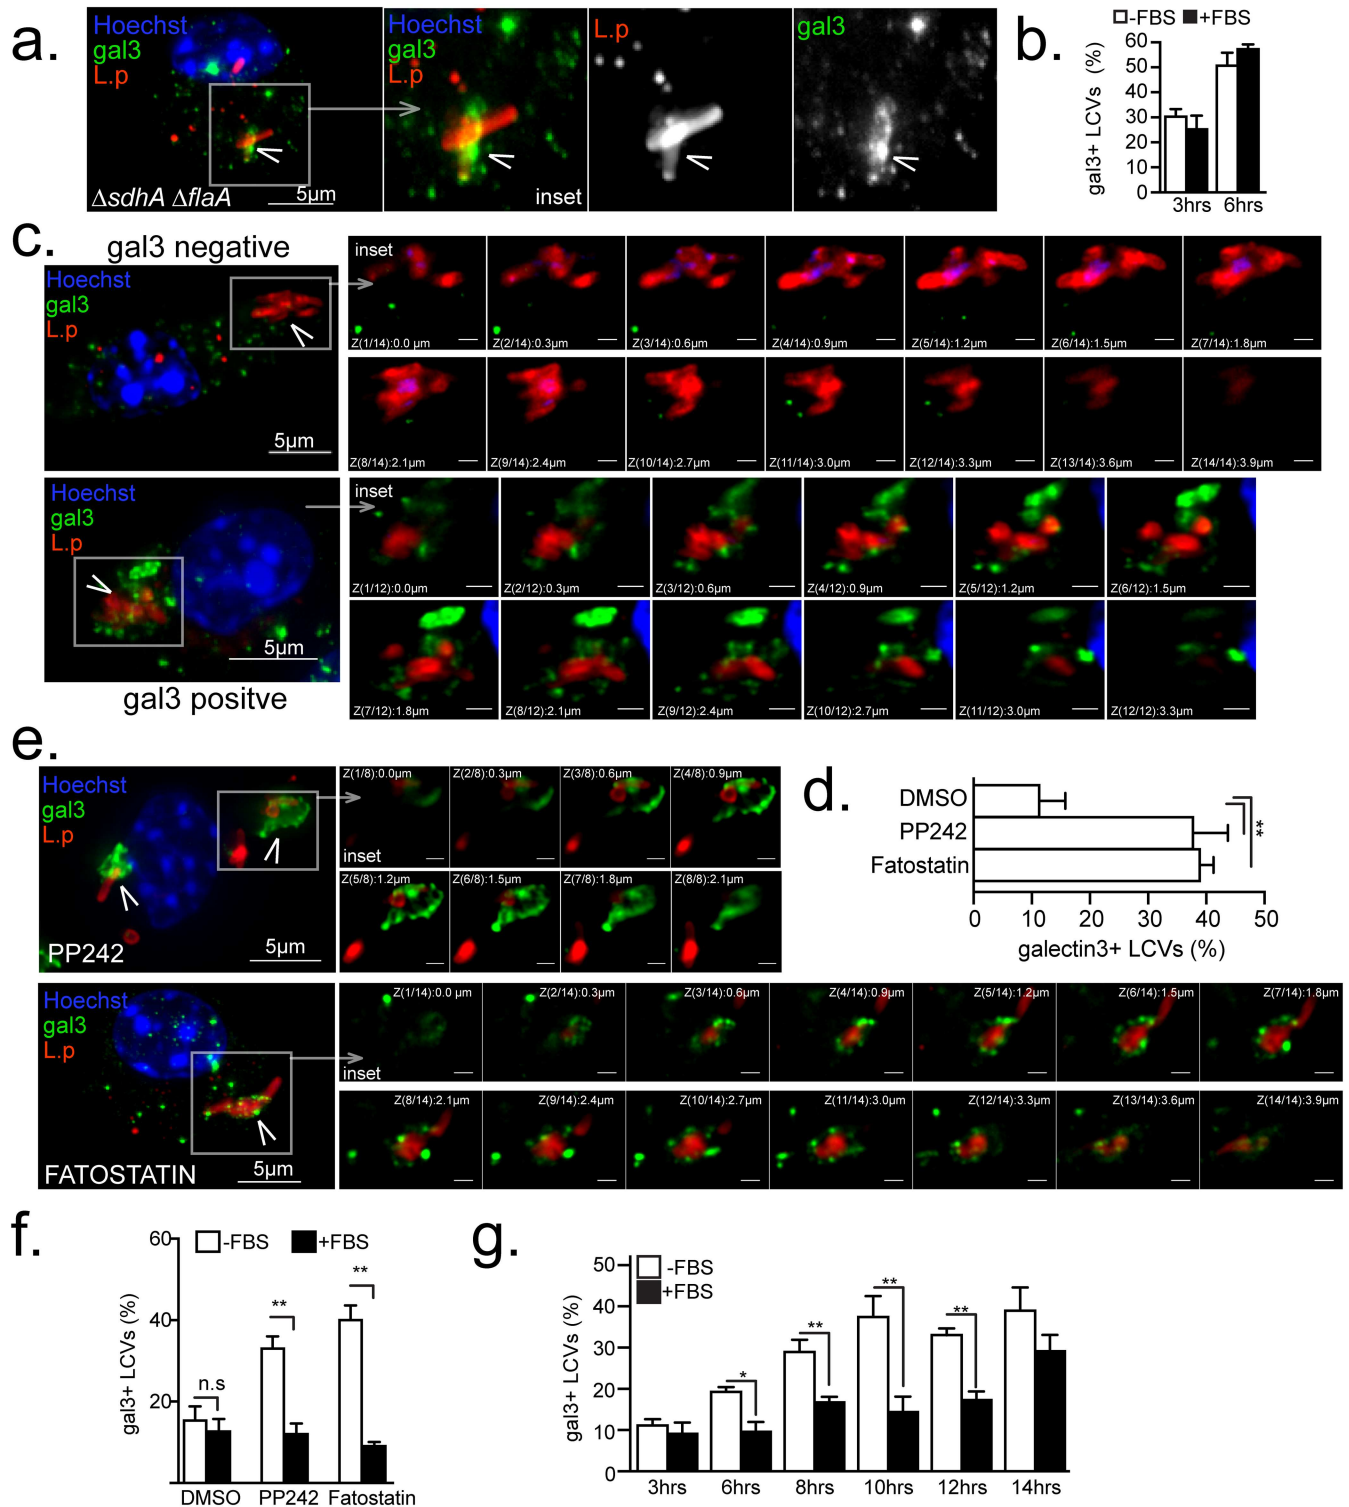 a.
Hoechst
gal3
L.p
ΔsdhA ΔflaA
5µm
Hoechst
gal3
L.p
inset
L.p
gal3
b.
-FBS +FBS
gal3+ LCVs (%)
60
50
40
30
20
10
0
3hrs 6hrs
c.
gal3 negative
Hoechst
gal3
L.p
5µm
inset
Z(1/14):0.0 µm
Z(2/14):0.3µm
Z(3/14):0.6µm
Z(4/14):0.9µm
Z(5/14):1.2µm
Z(6/14):1.5µm
Z(7/14):1.8µm
Z(8/14):2.1µm
Z(9/14):2.4µm
Z(10/14):2.7µm
Z(11/14):3.0µm
Z(12/14):3.3µm
Z(13/14):3.6µm
Z(14/14):3.9µm
Hoechst
gal3
L.p
5µm
gal3 positve
inset
Z(1/12):0.0µm
Z(2/12):0.3µm
Z(3/12):0.6µm
Z(4/12):0.9µm
Z(5/12):1.2µm
Z(6/12):1.5µm
Z(7/12):1.8µm
Z(8/12):2.1µm
Z(9/12):2.4µm
Z(10/12):2.7µm
Z(11/12):3.0µm
Z(12/12):3.3µm
e.
Hoechst
gal3
L.p
PP242
5µm
Z(1/8):0.0µm
Z(2/8):0.3µm
Z(3/8):0.6µm
Z(4/8):0.9µm
inset
Z(5/8):1.2µm
Z(6/8):1.5µm
Z(7/8):1.8µm
Z(8/8):2.1µm
d.
DMSO
PP242
Fatostatin
**
0 10 20 30 40 50
galectin3+ LCVs (%)
Hoechst
gal3
L.p
FATOSTATIN
5µm
Z(1/14):0.0 µm
Z(2/14):0.3µm
Z(3/14):0.6µm
Z(4/14):0.9µm
Z(5/14):1.2µm
Z(6/14):1.5µm
Z(7/14):1.8µm
inset
Z(8/14):2.1µm
Z(9/14):2.4µm
Z(10/14):2.7µm
Z(11/14):3.0µm
Z(12/14):3.3µm
Z(13/14):3.6µm
Z(14/14):3.9µm
f.
-FBS +FBS
gal3+ LCVs (%)
60
40
20
n.s
**
**
DMSO PP242 Fatostatin
g.
-FBS
+FBS
gal3+ LCVs (%)
50
40
30
20
10
0
*
**
**
**
3hrs 6hrs 8hrs 10hrs 12hrs 14hrs